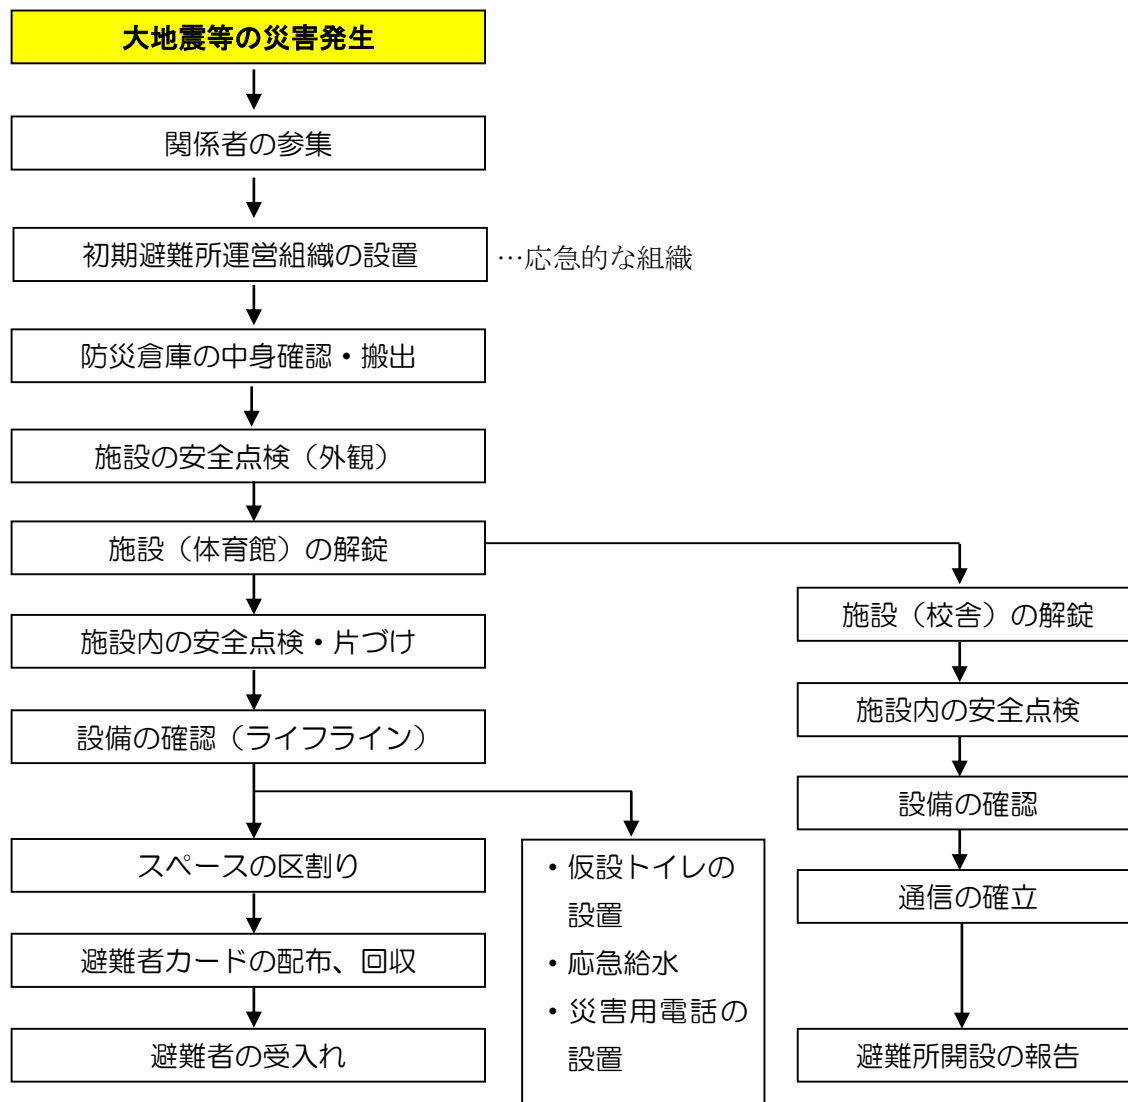 大地震等の災害発生
関係者の参集
初期避難所運営組織の設置
…応急的な組織
防災倉庫の中身確認・搬出
施設の安全点検（外観）
施設（体育館）の解錠
施設内の安全点検・片づけ
設備の確認（ライフライン）
スペースの区割り
避難者カードの配布、回収
避難者の受入れ
・仮設トイレの
設置
・応急給水
・災害用電話の
設置
施設（校舎）の解錠
施設内の安全点検
設備の確認
通信の確立
避難所開設の報告